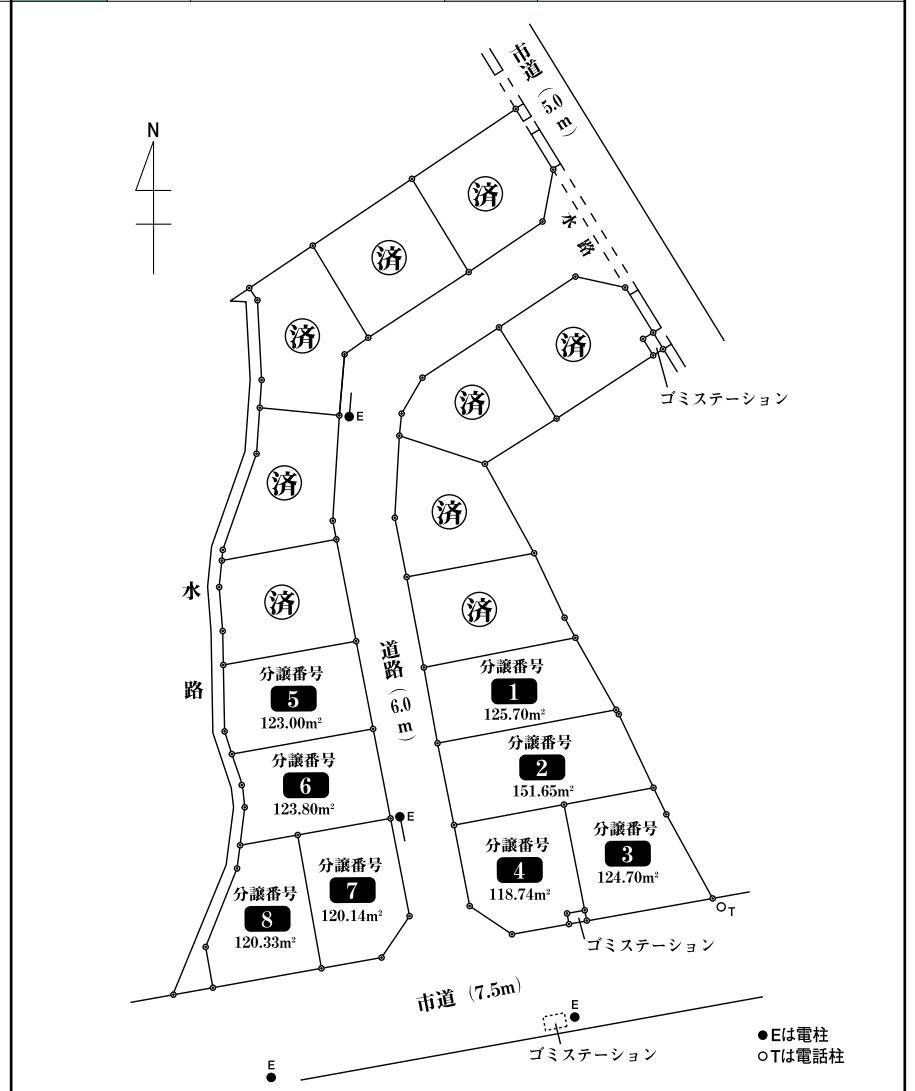 市道(5.0m)
N
済
済
済
水路
済
済
ゴミステーション
E
済
済
済
済
水路
道路(6.0m)
分譲番号
5
123.00m²
分譲番号
1
125.70m²
分譲番号
6
123.80m²
分譲番号
2
151.65m²
E
分譲番号
7
120.14m²
分譲番号
8
120.33m²
分譲番号
4
118.74m²
分譲番号
3
124.70m²
T
ゴミステーション
市道(7.5m)
E
ゴミステーション
E
●Eは電柱
○Tは電話柱